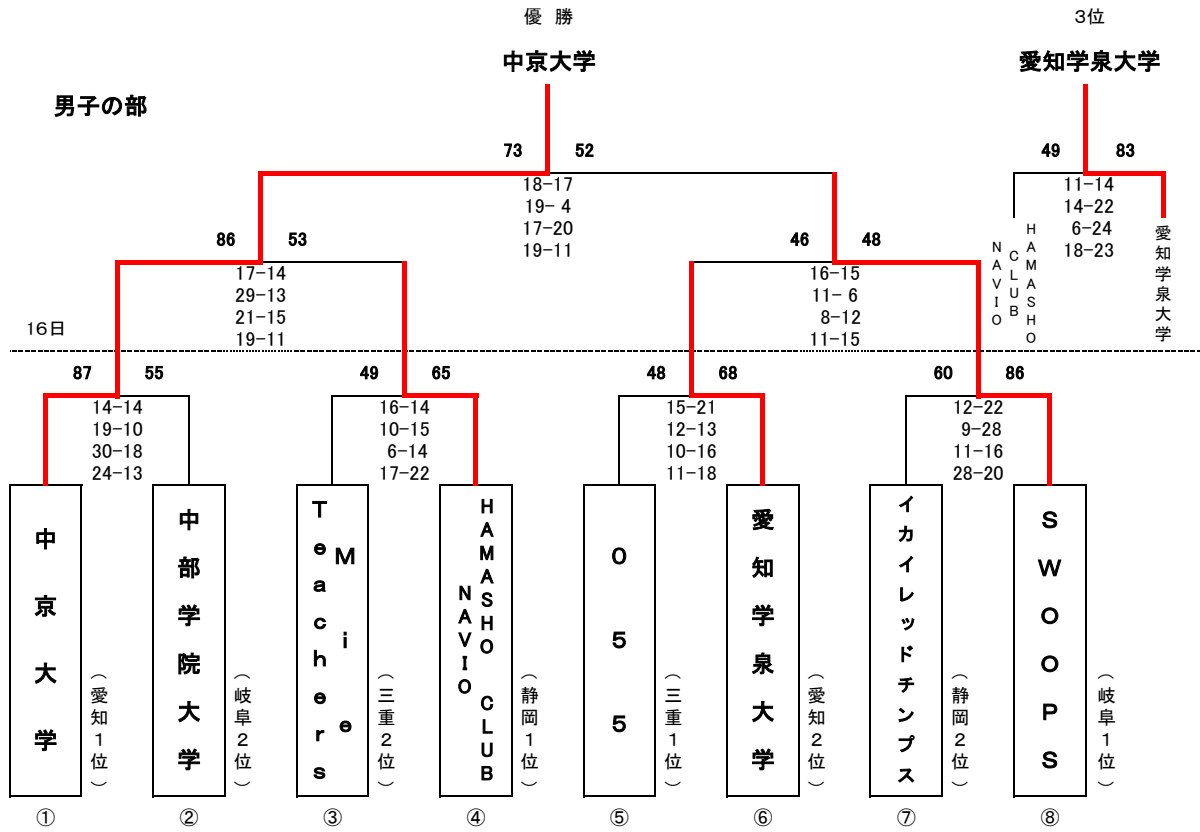 優 勝
3位
中京大学
愛知学泉大学
男子の部
73 52
49 83
18-17
19- 4
17-20
19-11
11-14
14-22
6-24
18-23
HAMASHO CLUB NAVIO
愛知学泉大学
86 53
46 48
17-14
29-13
21-15
19-11
16-15
11- 6
8-12
11-15
16日
87 55
49 65
48 68
60 86
14-14
19-10
30-18
24-13
16-14
10-15
6-14
17-22
15-21
12-13
10-16
11-18
12-22
9-28
11-16
28-20
中京大学
(愛知1位)
中部学院大学
(岐阜2位)
Mie
Teachers
(三重2位)
HAMASHO CLUB
NAVIO
(静岡1位)
055
(三重1位)
愛知学泉大学
(愛知2位)
イカイレッドチンプス
(静岡2位)
SWOOPS
(岐阜1位)
① ② ③ ④ ⑤ ⑥ ⑦ ⑧